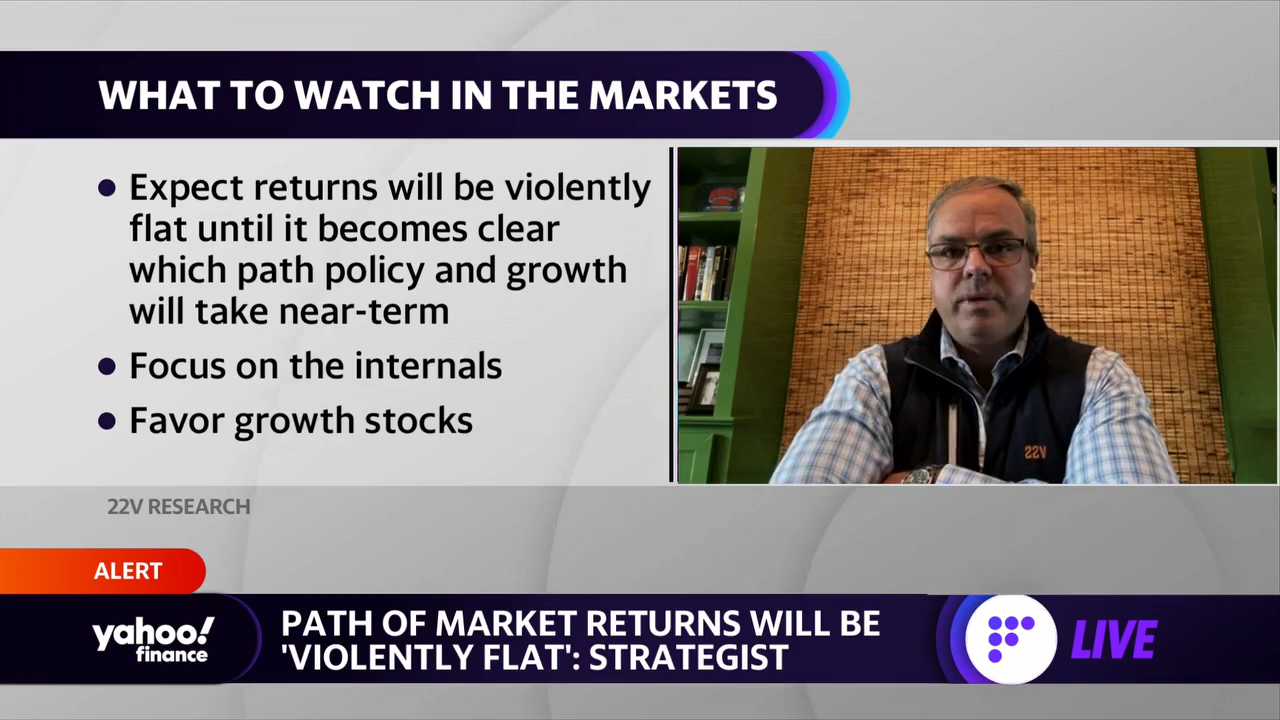 WHAT TO WATCH IN THE MARKETS
• Expect returns will be violently
flat until it becomes clear
which path policy and growth
will take near-term
• Focus on the internals
• Favor growth stocks
22V
22V RESEARCH
ALERT
yahoo!
finance
PATH OF MARKET RETURNS WILL BE
'VIOLENTLY FLAT': STRATEGIST
LIVE